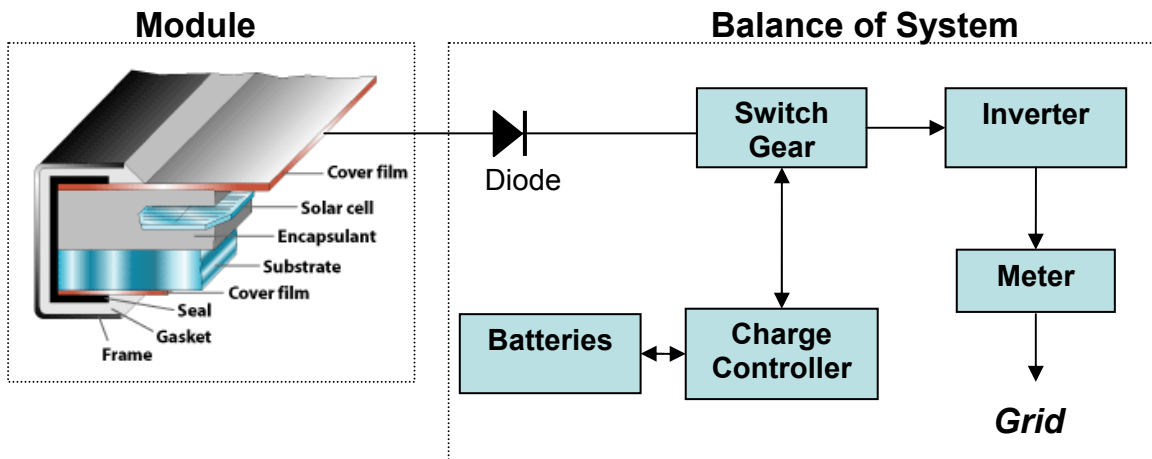 Module
Balance of System
Cover film
Solar cell
Encapsulant
Substrate
Cover film
Seal
Gasket
Frame
Diode
Switch
Gear
Inverter
Meter
Batteries
Charge
Controller
Grid